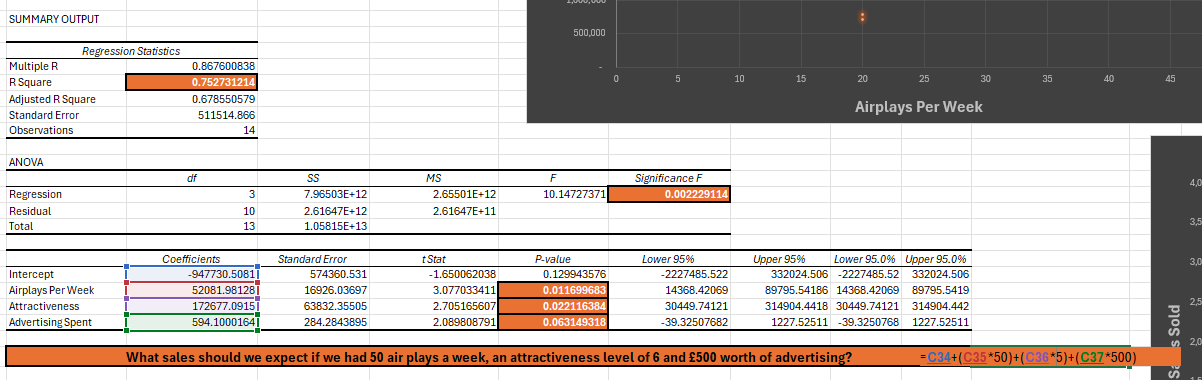 1,000,000
SUMMARY OUTPUT
500,000
Regression Statistics
Multiple R 0.867600838
R Square 0.752731214
Adjusted R Square 0.678550579
Standard Error 511514.866
Observations 14
-
0 5 10 15 20 25 30 35 40 45
Airplays Per Week
ANOVA
df SS MS F Significance F
Regression 3 7.96503E+12 2.65501E+12 10.14727371 0.002229114
Residual 10 2.61647E+12 2.61647E+11
Total 13 1.05815E+13
Coefficients Standard Error t Stat P-value Lower 95% Upper 95% Lower 95.0% Upper 95.0%
Intercept -947730.5081 574360.531 -1.650062038 0.129943576 -2227485.522 332024.506 -2227485.52 332024.506
Airplays Per Week 52081.98128 16926.03697 3.077033411 0.011699683 14368.42069 89795.54186 14368.42069 89795.5419
Attractiveness 172677.0915 63832.35505 2.705165607 0.022116384 30449.74121 314904.4418 30449.74121 314904.442
Advertising Spent 594.1000164 284.2843895 2.089808791 0.063149318 -39.32507682 1227.52511 -39.3250768 1227.52511
What sales should we expect if we had 50 air plays a week, an attractiveness level of 6 and £500 worth of advertising? =C34+(C35*50)+(C36*5)+(C37*500)
4,0
3,5
3,0
2,5
2,0
1,5
Sales Sold